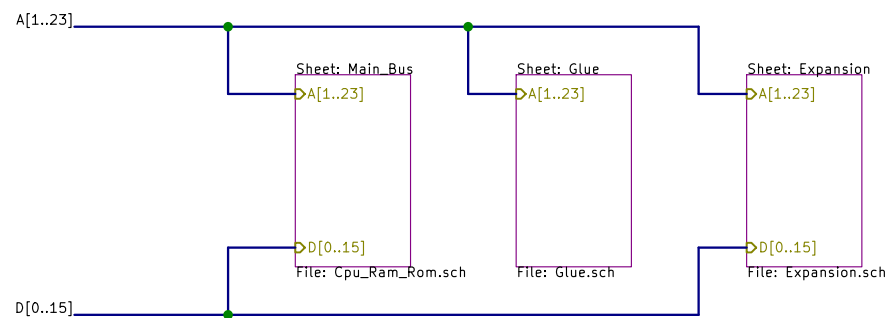 A[1..23]
Sheet: Main_Bus
Sheet: Glue
Sheet: Expansion
A[1..23]
A[1..23]
A[1..23]
D[0..15]
D[0..15]
File: Cpu_Ram_Rom.sch
File: Glue.sch
File: Expansion.sch
D[0..15]